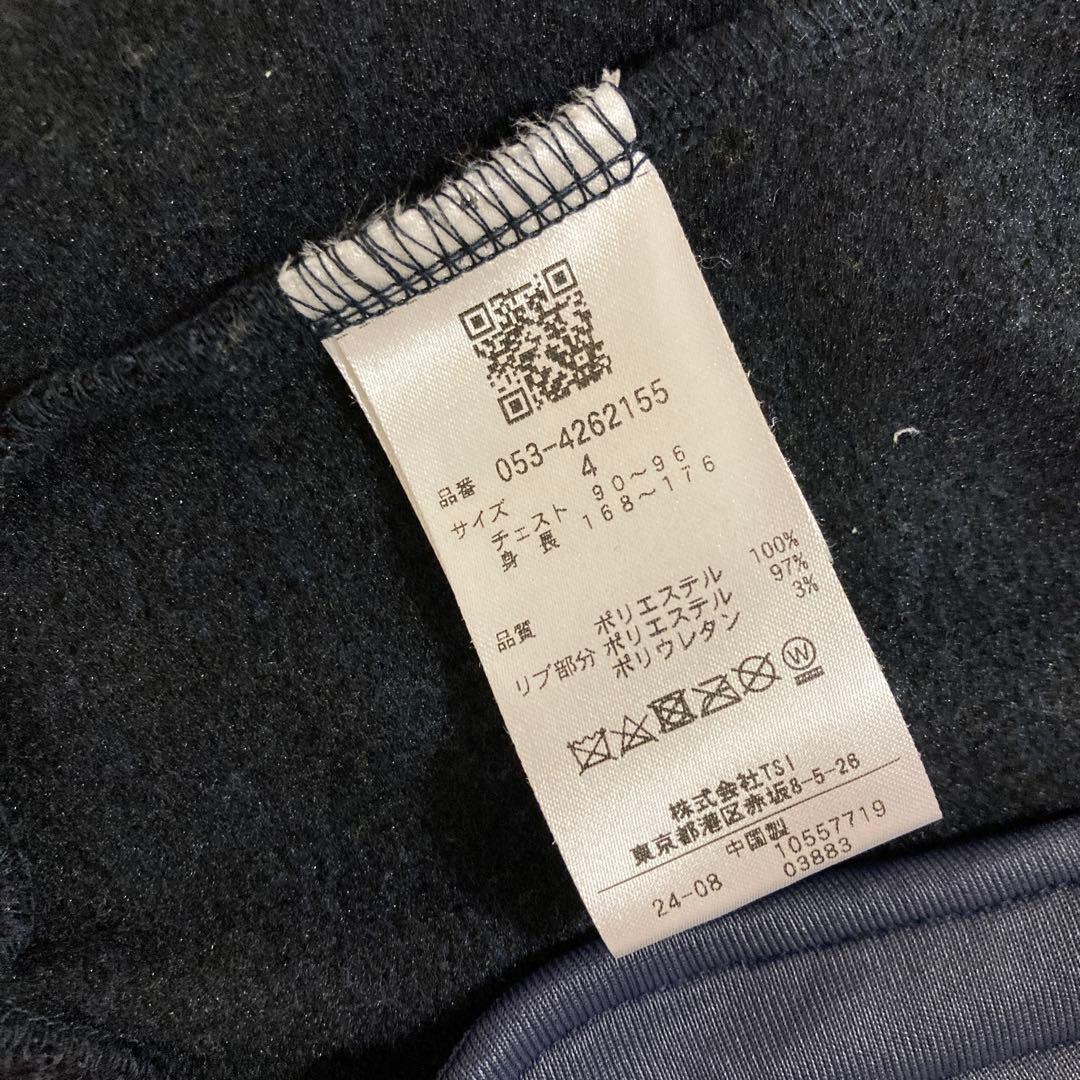 品番 053-4262155
サイズ 4
チェスト 90～96
身長 168～176
品質 ポリエステル 100%
リブ部分 ポリエステル 97%
ポリウレタン 3%
W
株式会社TSI
東京都港区赤坂8-5-26
中国製 10557719
24-08 03883